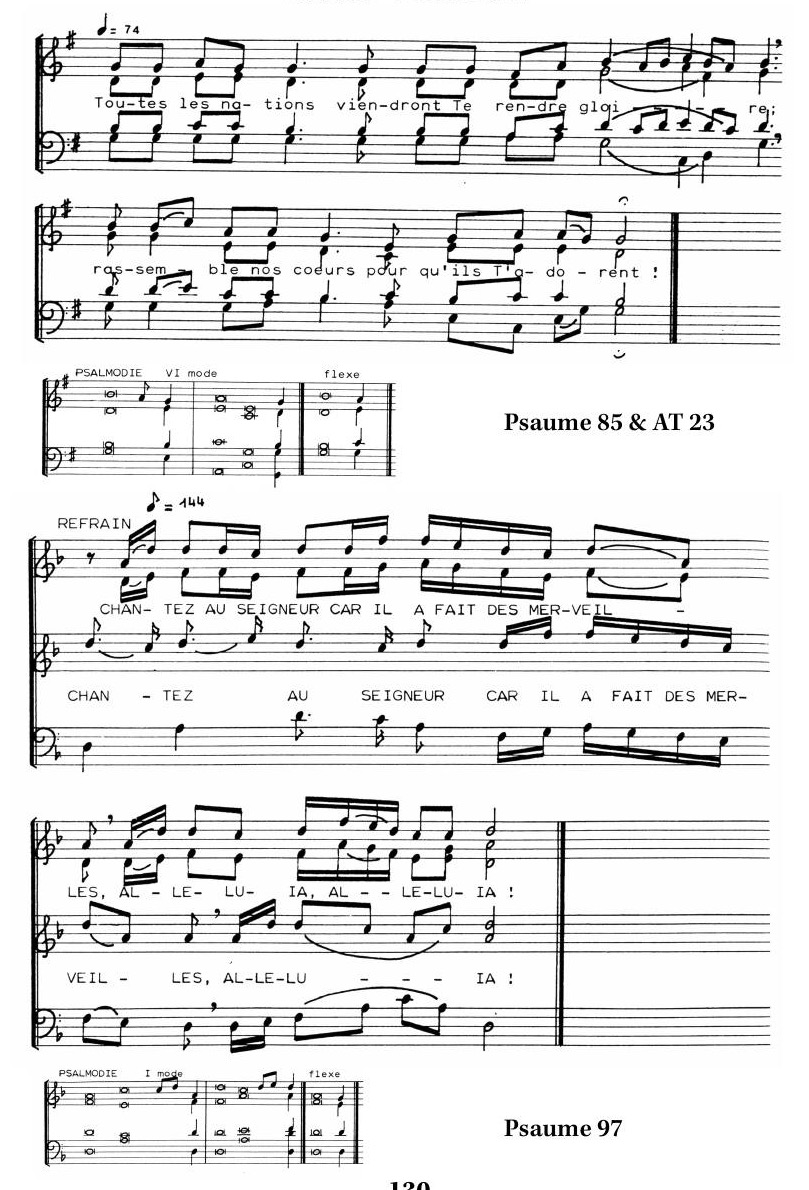 ♩. = 74
Tou-tes les na- tions vien-dront Te ren-dre gloi - - - - re;
ras-sem - ble nos coeurs pour qu'ils T'a- do - rent !
PSALMODIE VI mode flexe
Psaume 85 & AT 23
♪ = 144
REFRAIN
CHAN- TEZ AU SEIGNEUR CAR IL A FAIT DES MER-VEIL -
CHAN - TEZ AU SEIGNEUR CAR IL A FAIT DES MER-
LES, AL - LE- LU- IA, AL - - LE-LU- IA !
VEIL - LES, AL-LE-LU - - - IA !
PSALMODIE I mode flexe
Psaume 97
130